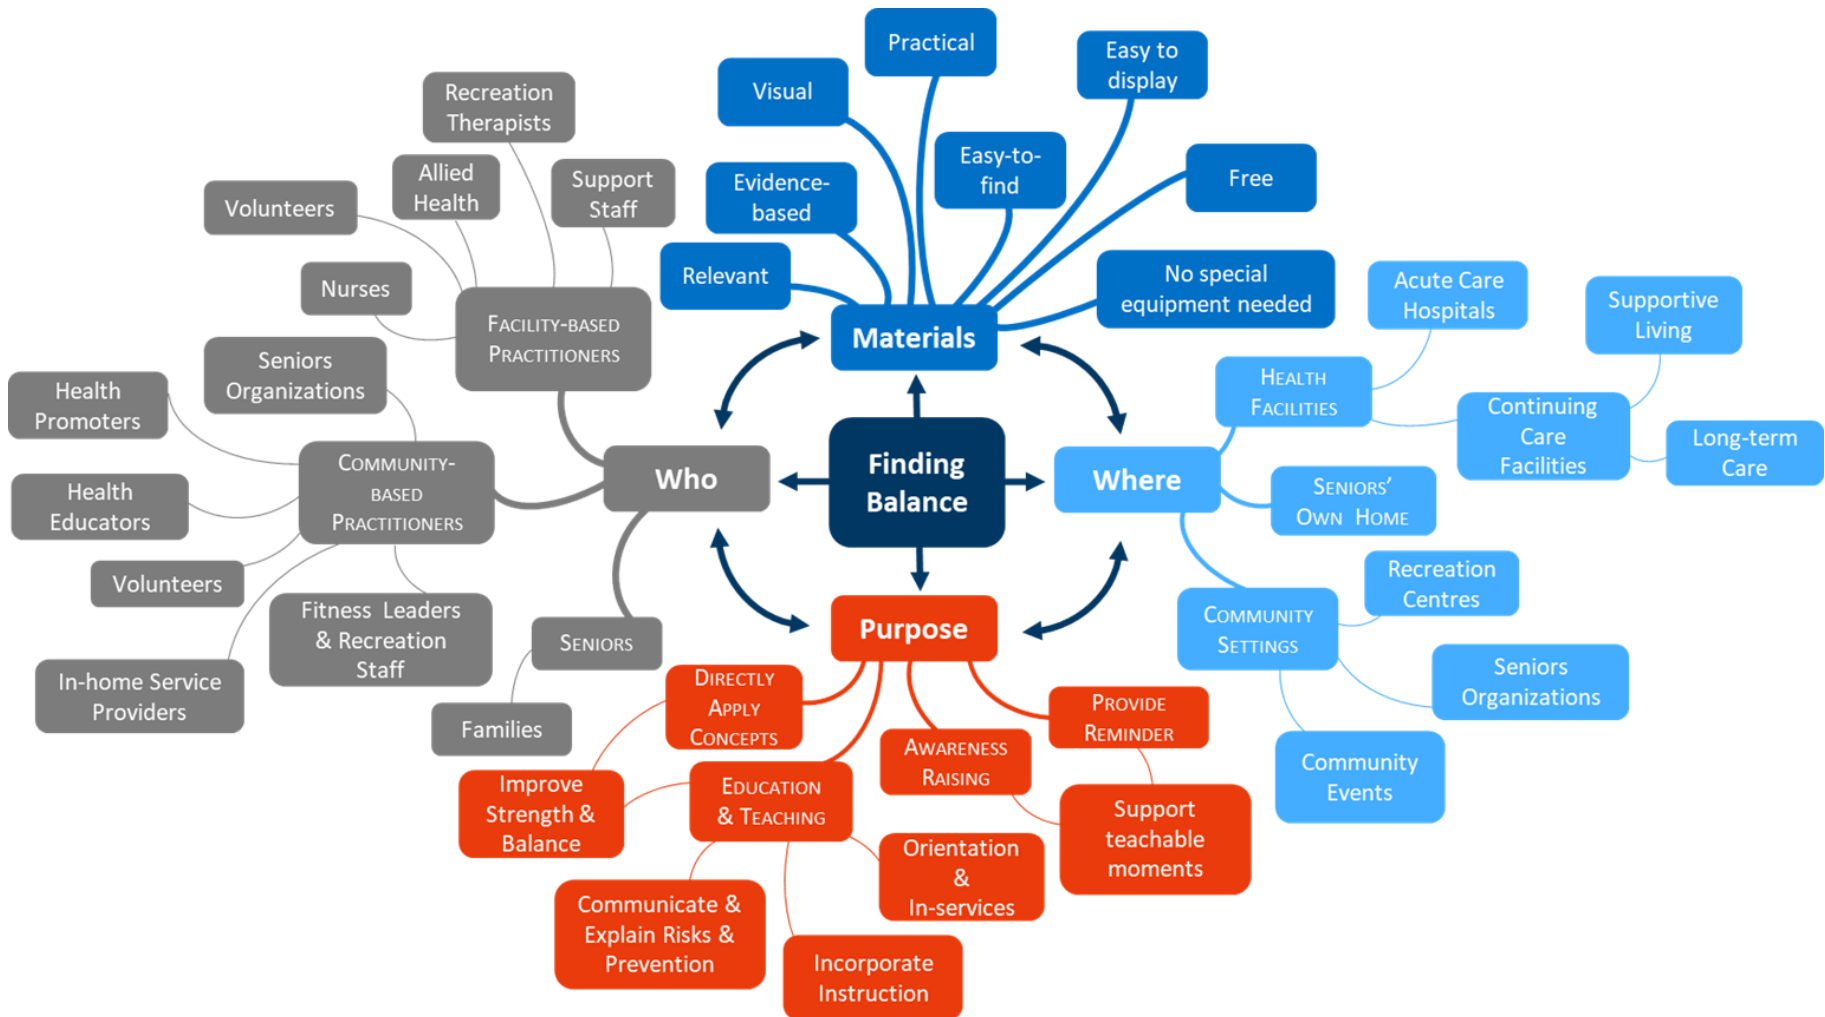 Practical
Easy to
display
Visual
Recreation
Therapists
Easy-to-
find
Free
Allied
Health
Support
Staff
Evidence-
based
Volunteers
Relevant
No special
equipment needed
Nurses
Acute Care
Hospitals
Supportive
Living
FACILITY-BASED
PRACTITIONERS
Materials
Seniors
Organizations
Health
Promoters
HEALTH
FACILITIES
Continuing
Care
Facilities
Long-term
Care
COMMUNITY-
BASED
PRACTITIONERS
Who
Finding
Balance
Where
SENIORS’
OWN HOME
Health
Educators
Volunteers
Fitness Leaders
& Recreation
Staff
Recreation
Centres
SENIORS
Purpose
COMMUNITY
SETTINGS
In-home Service
Providers
Families
DIRECTLY
APPLY
CONCEPTS
PROVIDE
REMINDER
Seniors
Organizations
AWARENESS
RAISING
Community
Events
Improve
Strength &
Balance
EDUCATION
& TEACHING
Support
teachable
moments
Orientation
&
In-services
Communicate &
Explain Risks &
Prevention
Incorporate
Instruction